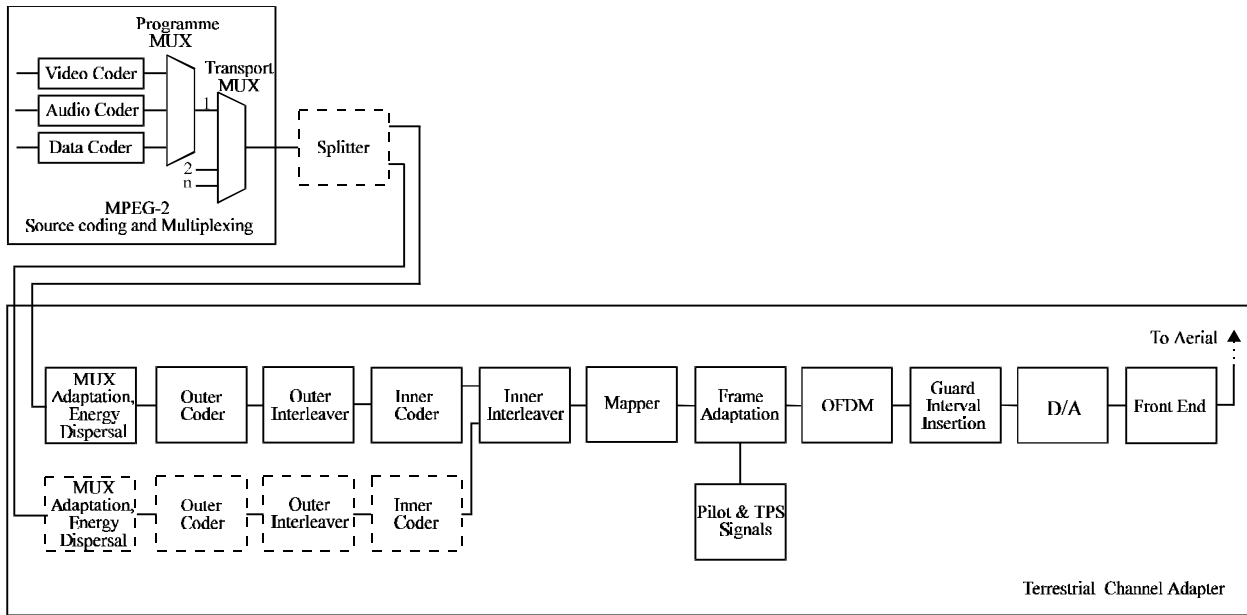 Programme
MUX
Transport
MUX
Video Coder
Audio Coder
Data Coder
1
2
n
MPEG-2
Source coding and Multiplexing
Splitter
To Aerial
MUX
Adaptation,
Energy
Dispersal
Outer
Coder
Outer
Interleaver
Inner
Coder
Inner
Interleaver
Mapper
Frame
Adaptation
OFDM
Guard
Interval
Insertion
D/A
Front End
MUX
Adaptation,
Energy
Dispersal
Outer
Coder
Outer
Interleaver
Inner
Coder
Pilot & TPS
Signals
Terrestrial Channel Adapter